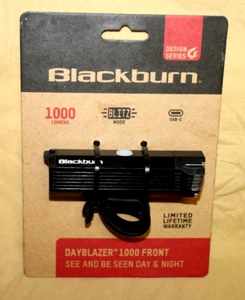 DESIGN
SERIES
Blackburn
1000
LUMENS
BLITZ
MODE
USB-C
Blackburn
LIMITED
LIFETIME
WARRANTY
DAYBLAZER™ 1000 FRONT
SEE AND BE SEEN DAY & NIGHT